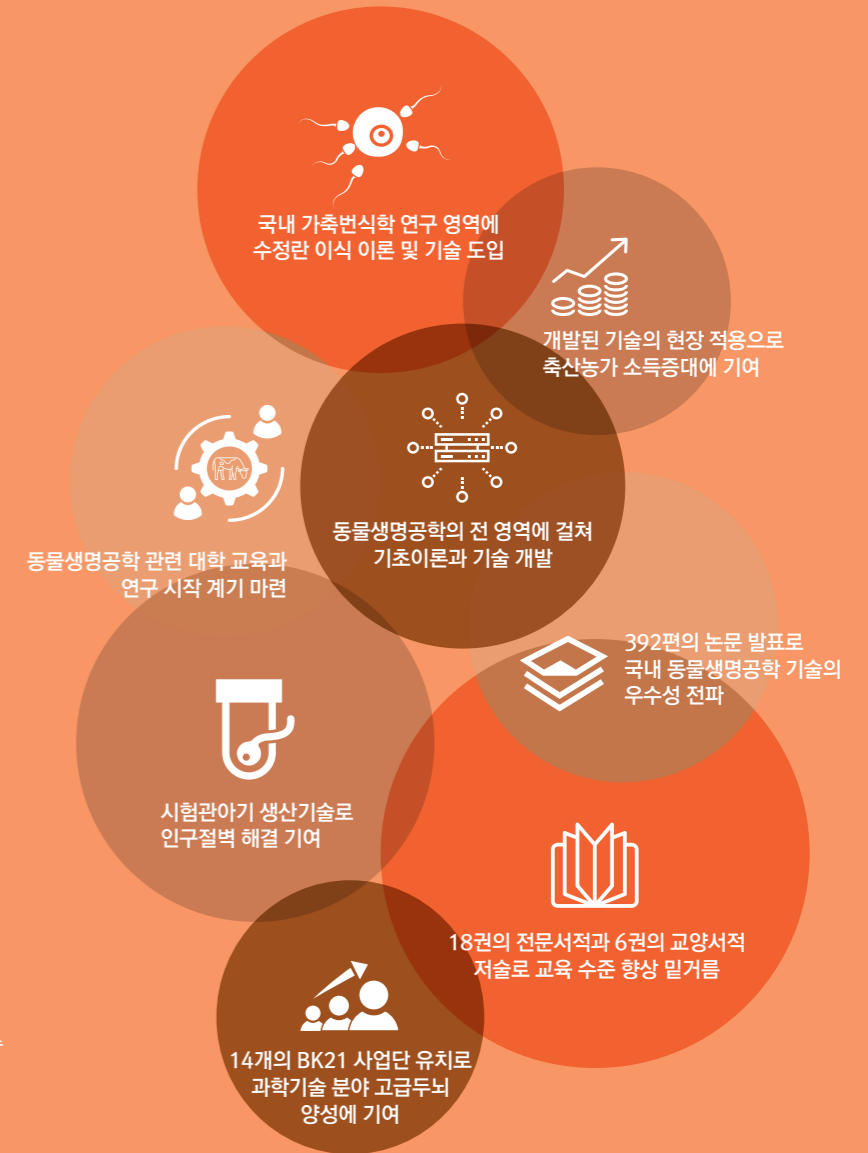 국내 가축번식학 연구 영역에
수정란 이식 이론 및 기술 도입
개발된 기술의 현장 적용으로
축산농가 소득증대에 기여
동물생명공학의 전 영역에 걸쳐
기초이론과 기술 개발
동물생명공학 관련 대학 교육과
연구 시작 계기 마련
392편의 논문 발표로
국내 동물생명공학 기술의
우수성 전파
시험관아기 생산기술로
인구절벽 해결 기여
18권의 전문서적과 6권의 교양서적
저술로 교육 수준 향상 밑거름
14개의 BK21 사업단 유치로
과학기술 분야 고급두뇌
양성에 기여